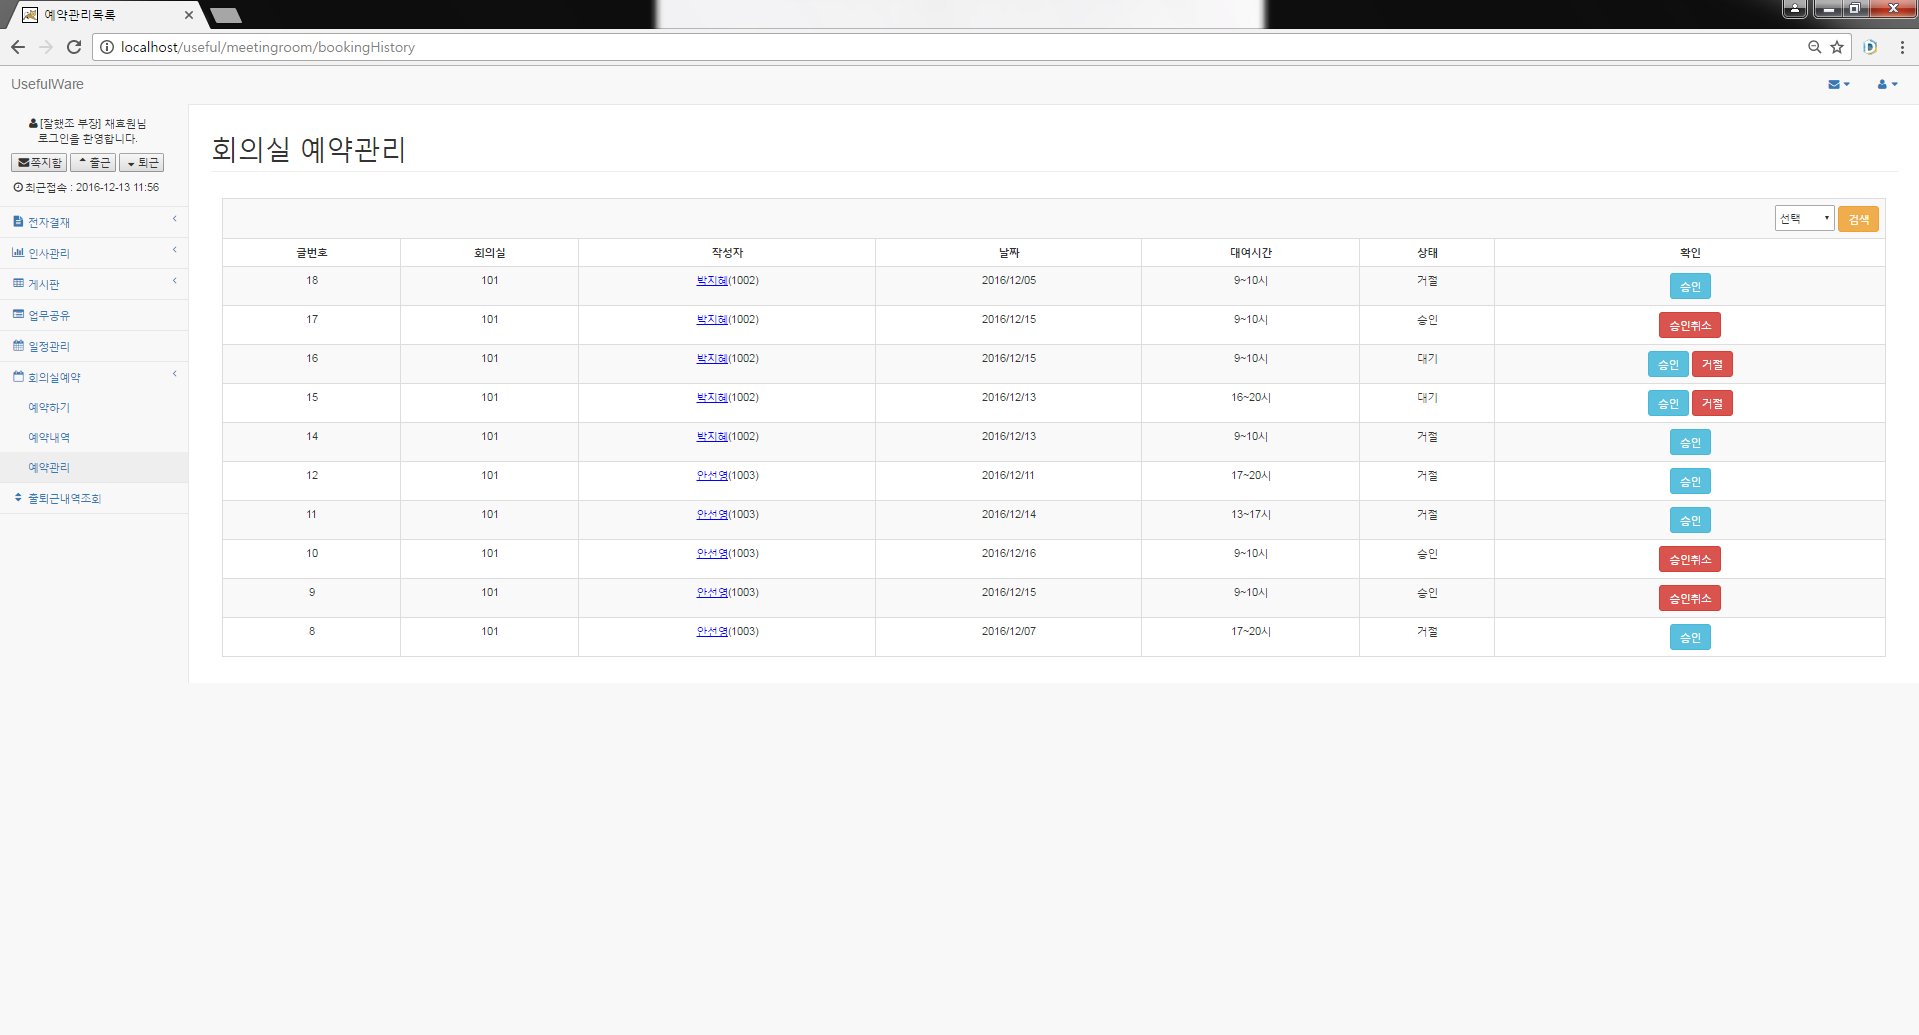 예약관리목록
localhost/useful/meetingroom/bookingHistory
UsefulWare
[잘했조 부장] 채효원님
로그인을 환영합니다.
쪽지함 출근 퇴근
최근접속 : 2016-12-13 11:56
전자결재
인사관리
게시판
업무공유
일정관리
회의실예약
예약하기
예약내역
예약관리
출퇴근내역조회
회의실 예약관리
선택 검색
글번호 회의실 작성자 날짜 대여시간 상태 확인
18 101 박지혜(1002) 2016/12/05 9~10시 거절 승인
17 101 박지혜(1002) 2016/12/15 9~10시 승인 승인취소
16 101 박지혜(1002) 2016/12/15 9~10시 대기 승인 거절
15 101 박지혜(1002) 2016/12/13 16~20시 대기 승인 거절
14 101 박지혜(1002) 2016/12/13 9~10시 거절 승인
12 101 안선영(1003) 2016/12/11 17~20시 거절 승인
11 101 안선영(1003) 2016/12/14 13~17시 거절 승인
10 101 안선영(1003) 2016/12/16 9~10시 승인 승인취소
9 101 안선영(1003) 2016/12/15 9~10시 승인 승인취소
8 101 안선영(1003) 2016/12/07 17~20시 거절 승인